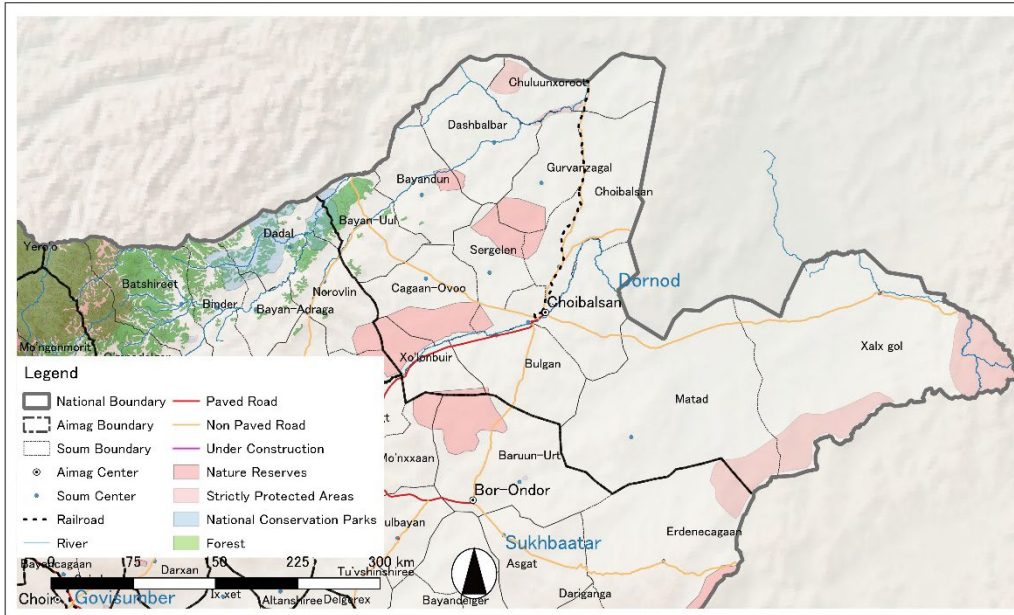 Chuluunxoroot
Dashbalbar
Gurvanzagal
Bayandun
Choibalsan
Bayan-Uul
Dadal
Sergelen
Yero'o
Batshireet
Dornod
Cagaan-Ovoo
Norovlin
Binder
Bayan-Adraga
Choibalsan
Mo'ngonmorit
Xalx gol
Xo'lonbuir
Bulgan
Matad
Legend
National Boundary
Paved Road
Aimag Boundary
Non Paved Road
Soum Boundary
Under Construction
Aimag Center
Nature Reserves
Soum Center
Strictly Protected Areas
Railroad
National Conservation Parks
River
Forest
Mo'nxxaan
Baruun-Urt
Bor-Ondor
Erdenecagaan
Sukhbaatar
Asgat
0 75 50 225 300 km
Bayancagaan
Darxan
Tu'vshinshiree
Choir
Govisumber
Ix-xet
Altanshiree
Delgerex
Bayandelger
Dariganga